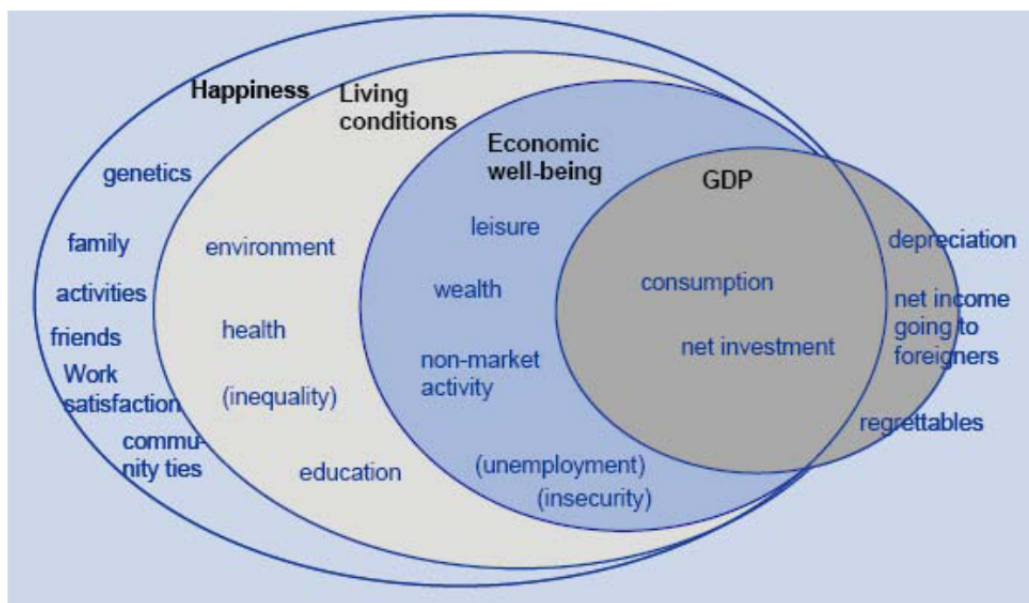 Happiness
Living
conditions
Economic
well-being
GDP
genetics
family
activities
friends
Work
satisfaction
commu-
nity ties
environment
health
(inequality)
education
leisure
wealth
non-market
activity
(unemployment)
(insecurity)
consumption
net investment
depreciation
net income
going to
foreigners
regrettables